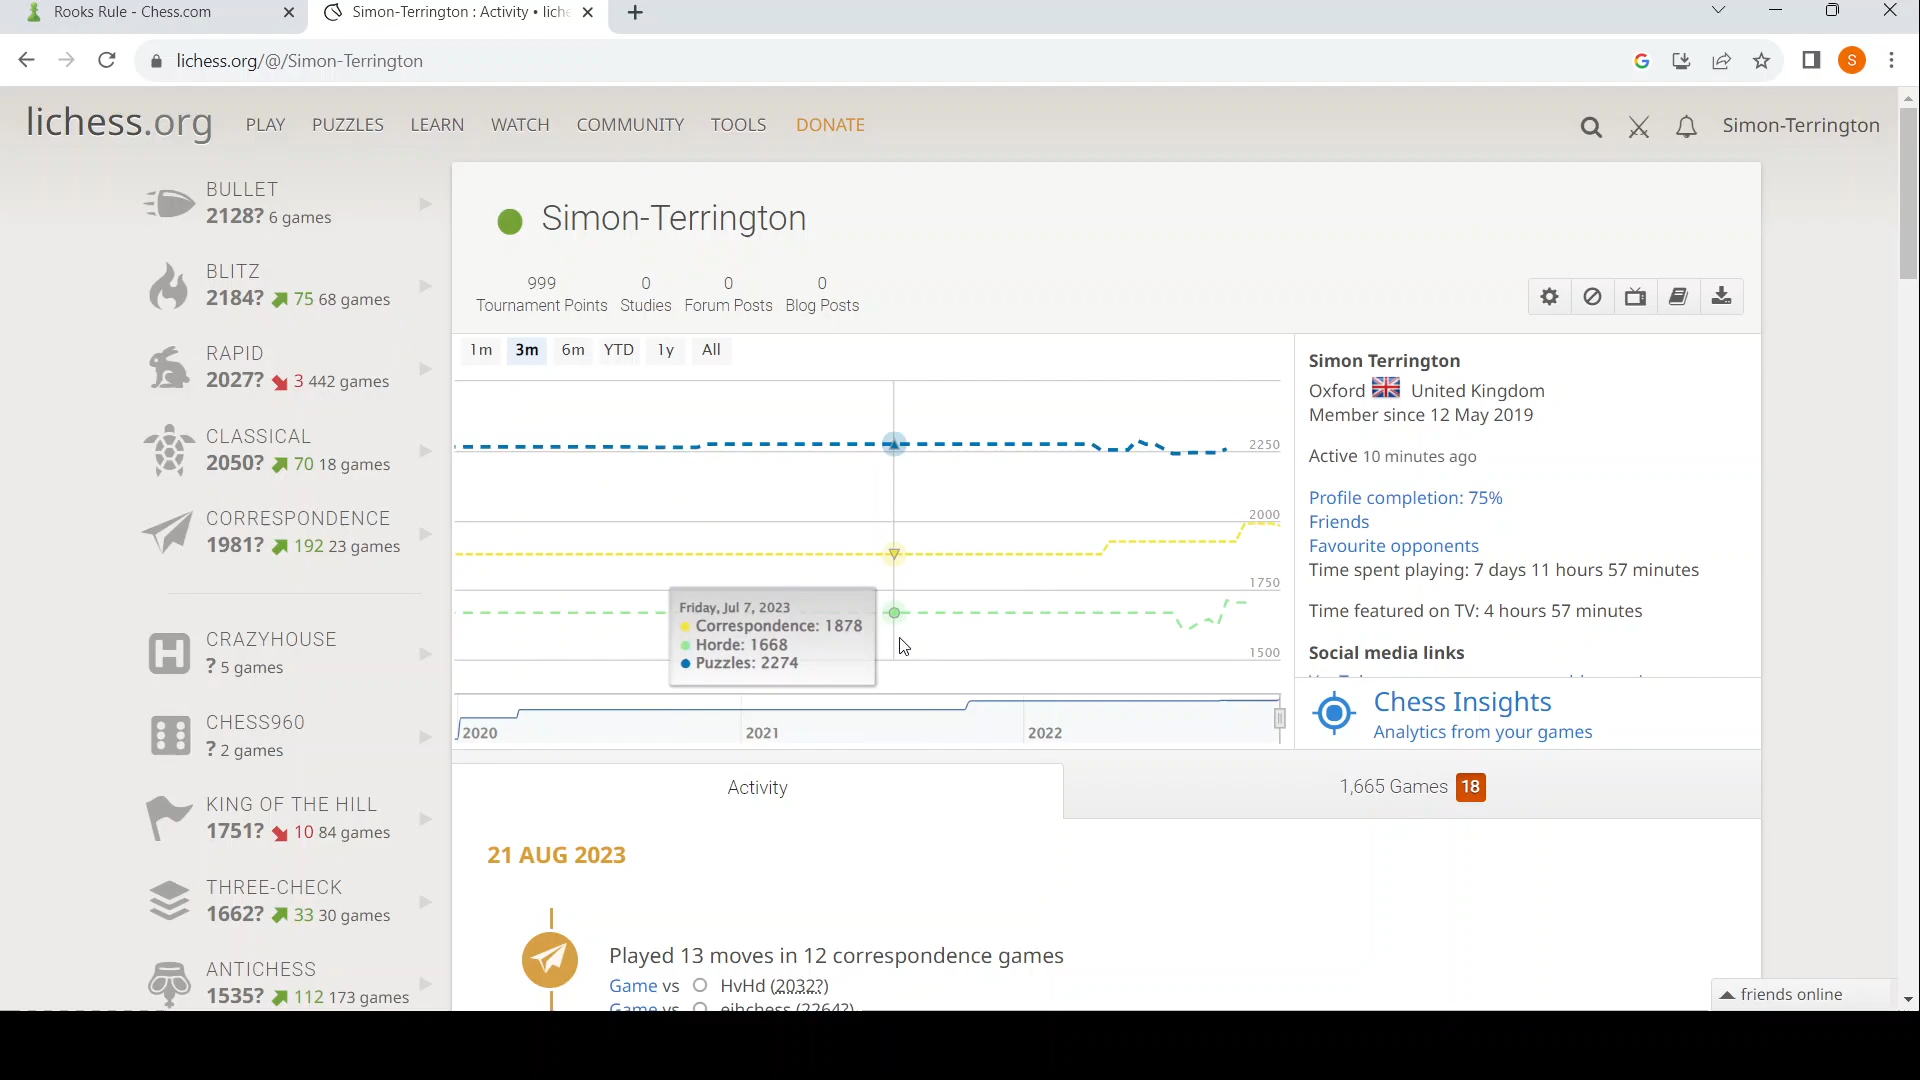 Rooks Rule - Chess.com
Simon-Terrington : Activity • liche
lichess.org/@/Simon-Terrington
S
lichess.org
PLAY PUZZLES LEARN WATCH COMMUNITY TOOLS DONATE
Simon-Terrington
BULLET
2128? 6 games
BLITZ
2184? 75 68 games
RAPID
2027? 3 442 games
CLASSICAL
2050? 70 18 games
CORRESPONDENCE
1981? 192 23 games
CRAZYHOUSE
? 5 games
CHESS960
? 2 games
KING OF THE HILL
1751? 10 84 games
THREE-CHECK
1662? 33 30 games
ANTICHESS
1535? 112 173 games
Simon-Terrington
999 0 0 0
Tournament Points Studies Forum Posts Blog Posts
1m 3m 6m YTD 1y All
2250
2000
1750
1500
Friday, Jul 7, 2023
Correspondence: 1878
Horde: 1668
Puzzles: 2274
2020 2021 2022
Simon Terrington
Oxford United Kingdom
Member since 12 May 2019
Active 10 minutes ago
Profile completion: 75%
Friends
Favourite opponents
Time spent playing: 7 days 11 hours 57 minutes
Time featured on TV: 4 hours 57 minutes
Social media links
Chess Insights
Analytics from your games
Activity
1,665 Games 18
21 AUG 2023
Played 13 moves in 12 correspondence games
Game vs HvHd (2032?)
Game vs eihchess (2264?)
friends online